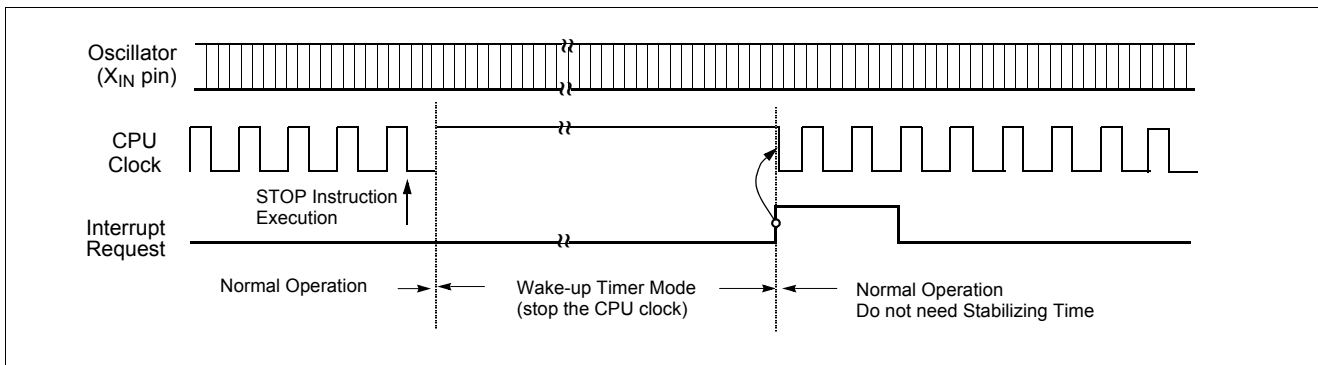 Oscillator
(XIN pin)
CPU
Clock
STOP Instruction
Execution
Interrupt
Request
Normal Operation
Wake-up Timer Mode
(stop the CPU clock)
Normal Operation
Do not need Stabilizing Time